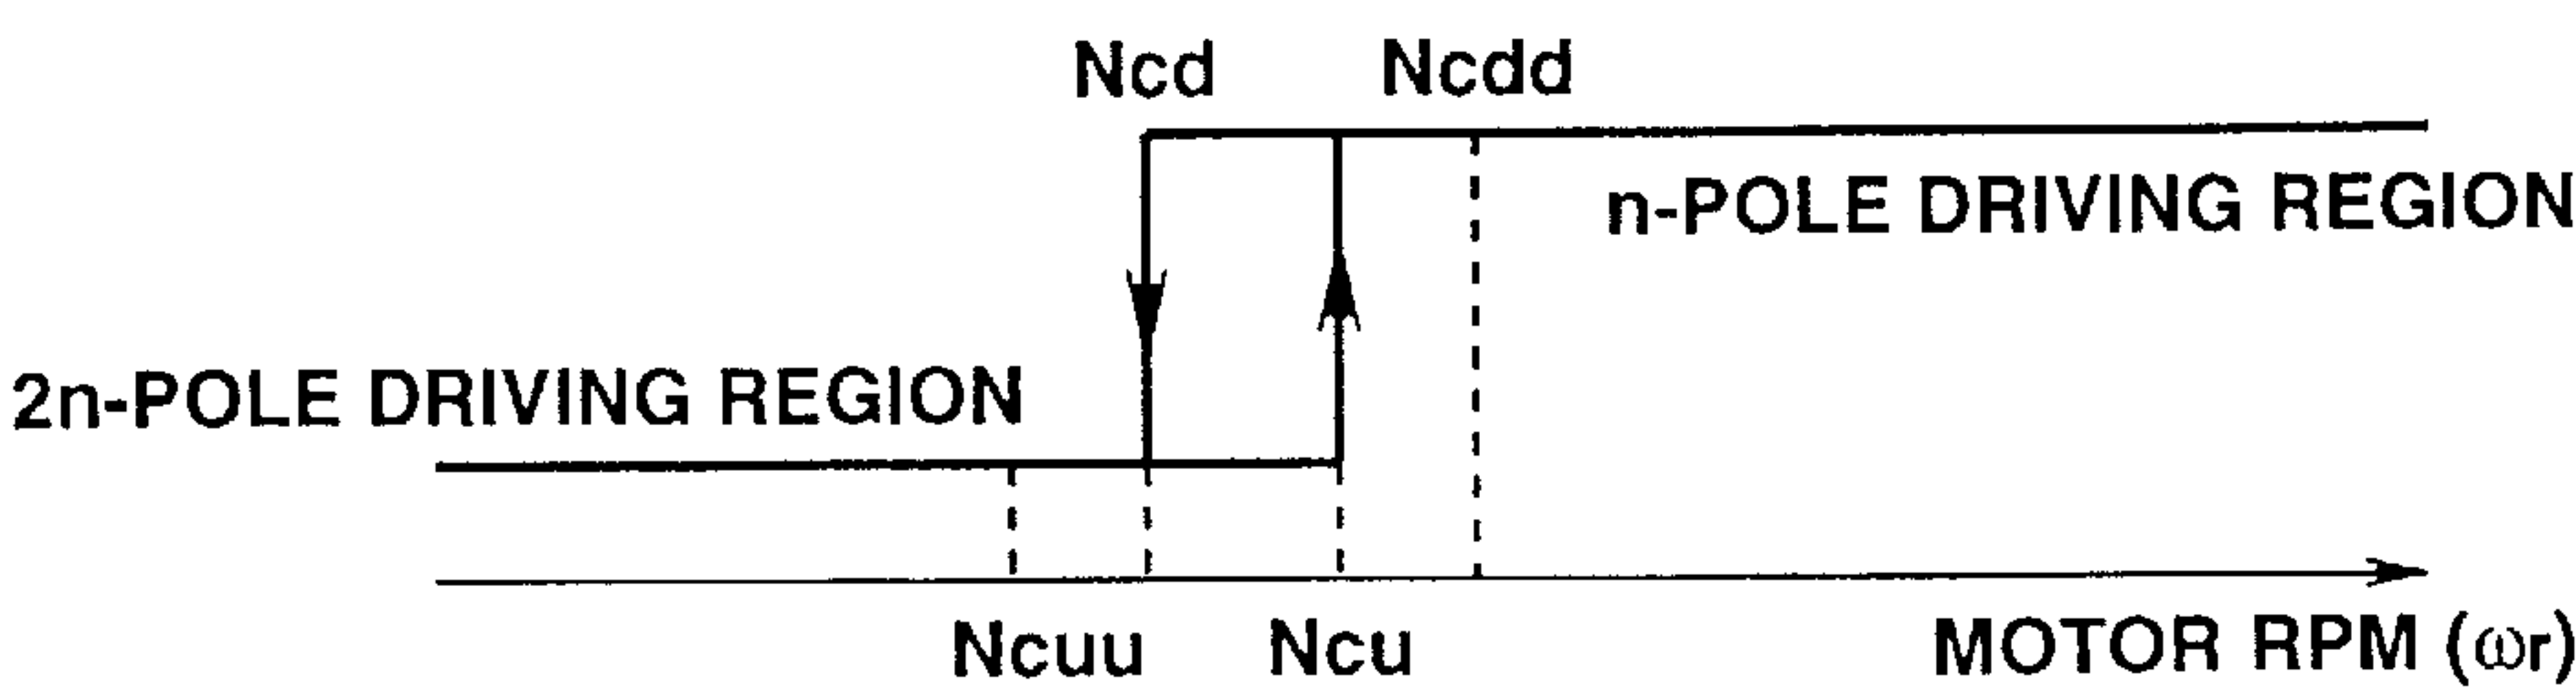 Ncd Ncdd
n-POLE DRIVING REGION
2n-POLE DRIVING REGION
Ncuu Ncu
MOTOR RPM (ωr)